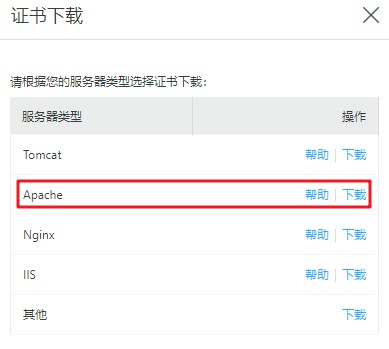 证书下载
请根据您的服务器类型选择证书下载：
服务器类型 操作
Tomcat 帮助 | 下载
Apache 帮助 | 下载
Nginx 帮助 | 下载
IIS 帮助 | 下载
其他 下载